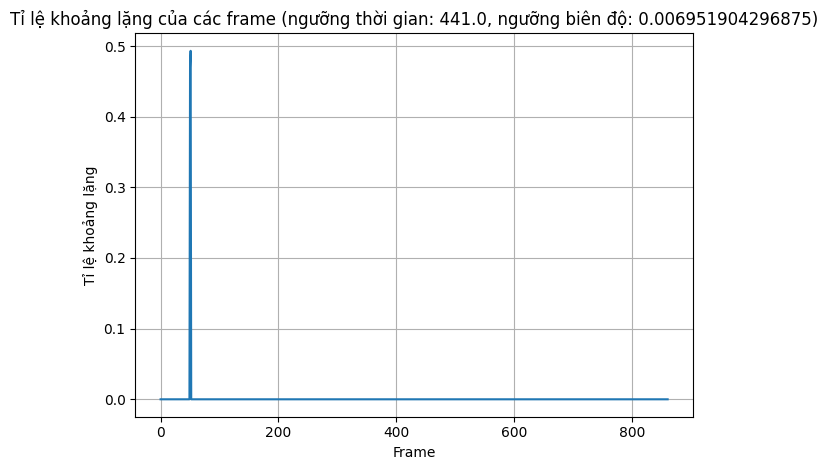 Tỉ lệ khoảng lặng của các frame (ngưỡng thời gian: 441.0, ngưỡng biên độ: 0.006951904296875)
0.5
0.4
0.3
0.2
0.1
0.0
Tỉ lệ khoảng lặng
0 200 400 600 800
Frame